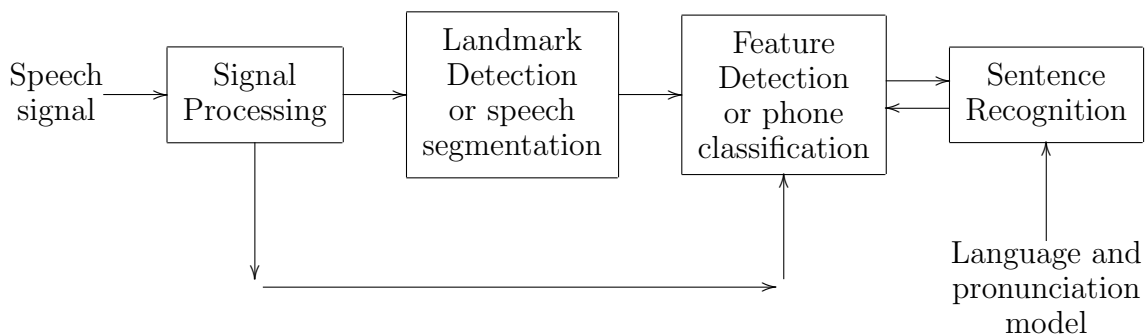 Speech
signal
Signal
Processing
Landmark
Detection
or speech
segmentation
Feature
Detection
or phone
classification
Sentence
Recognition
Language and
pronunciation
model